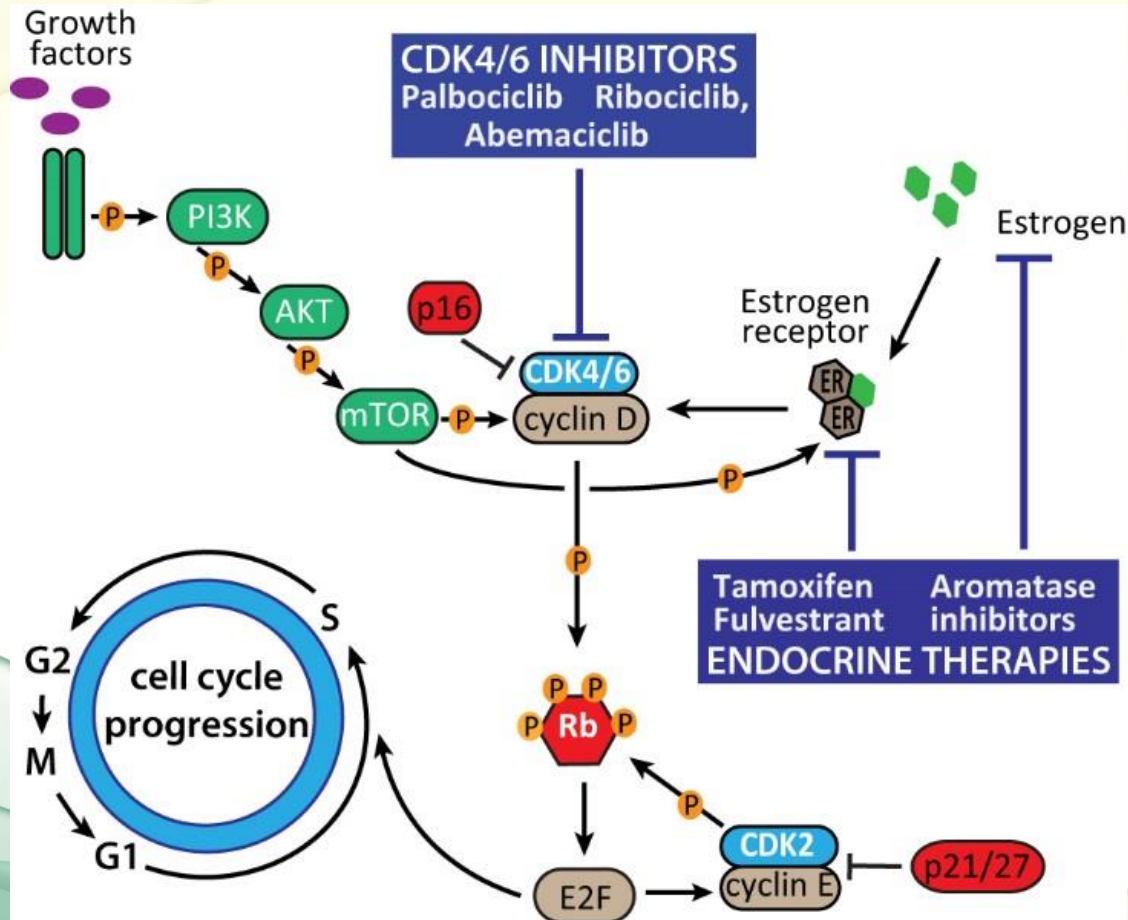 Growth
factors
CDK4/6 INHIBITORS
Palbociclib Ribociclib,
Abemaciclib
P
PI3K
P
AKT
P
mTOR
P
p16
CDK4/6
cyclin D
Estrogen
Estrogen
receptor
ER
ER
P
P
Tamoxifen
Fulvestrant
Aromatase
inhibitors
ENDOCRINE THERAPIES
S
G2
M
G1
cell cycle
progression
P P
P Rb P
P
CDK2
cyclin E
p21/27
E2F